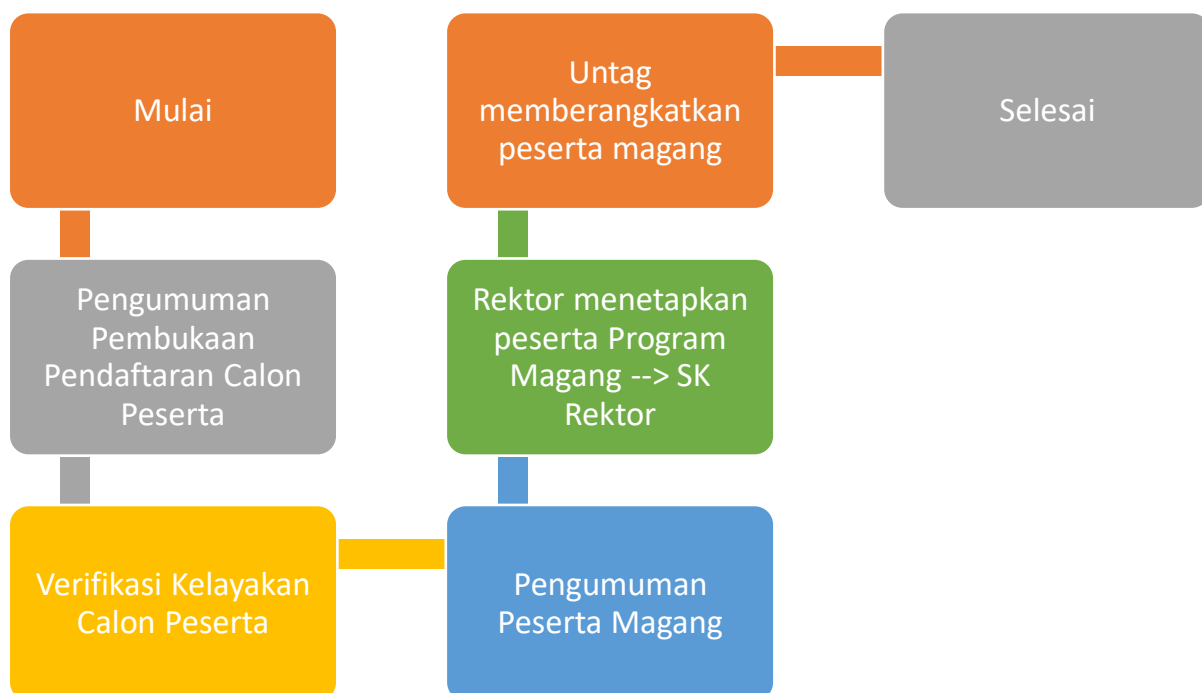 Mulai
Pengumuman
Pembukaan
Pendaftaran Calon
Peserta
Verifikasi Kelayakan
Calon Peserta
Pengumuman
Peserta Magang
Rektor menetapkan
peserta Program
Magang --> SK
Rektor
Untag
memberangkatkan
peserta magang
Selesai